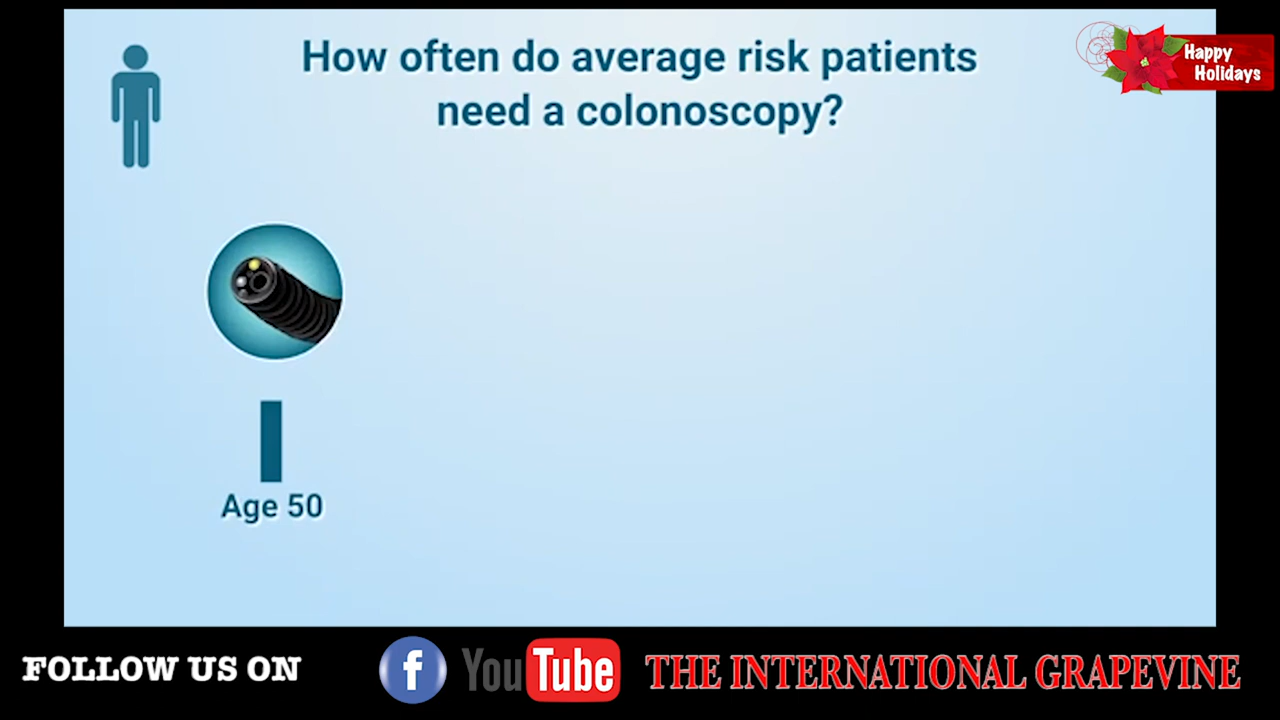 How often do average risk patients
need a colonoscopy?
Happy
Holidays
Age 50
FOLLOW US ON
f
YouTube
THE INTERNATIONAL GRAPEVINE